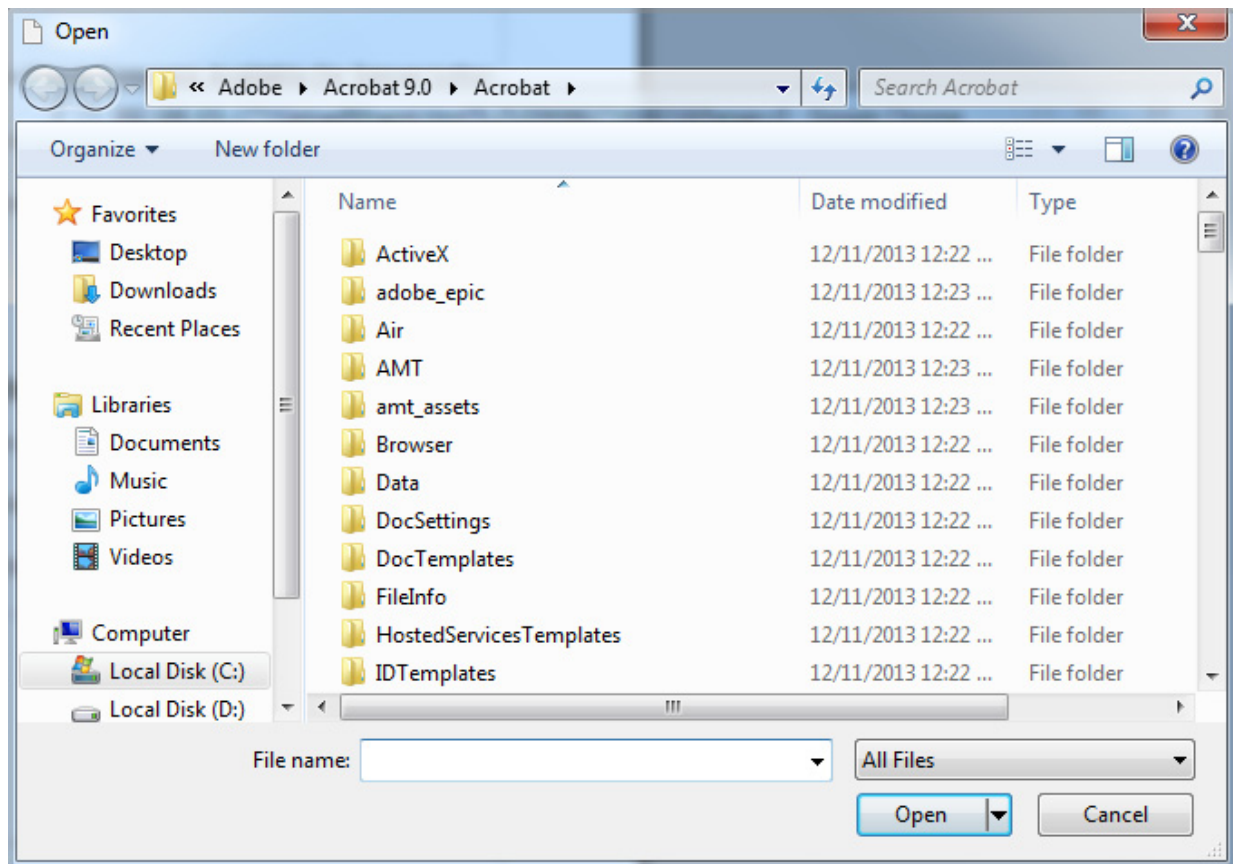 Open
« Adobe ▸ Acrobat 9.0 ▸ Acrobat ▸
Search Acrobat
Organize
New folder
Favorites
Desktop
Downloads
Recent Places
Libraries
Documents
Music
Pictures
Videos
Computer
Local Disk (C:)
Local Disk (D:)
Name Date modified Type
ActiveX 12/11/2013 12:22 ... File folder
adobe_epic 12/11/2013 12:23 ... File folder
Air 12/11/2013 12:22 ... File folder
AMT 12/11/2013 12:23 ... File folder
amt_assets 12/11/2013 12:23 ... File folder
Browser 12/11/2013 12:22 ... File folder
Data 12/11/2013 12:22 ... File folder
DocSettings 12/11/2013 12:22 ... File folder
DocTemplates 12/11/2013 12:22 ... File folder
FileInfo 12/11/2013 12:22 ... File folder
HostedServicesTemplates 12/11/2013 12:22 ... File folder
IDTemplates 12/11/2013 12:22 ... File folder
File name:
All Files
Open
Cancel